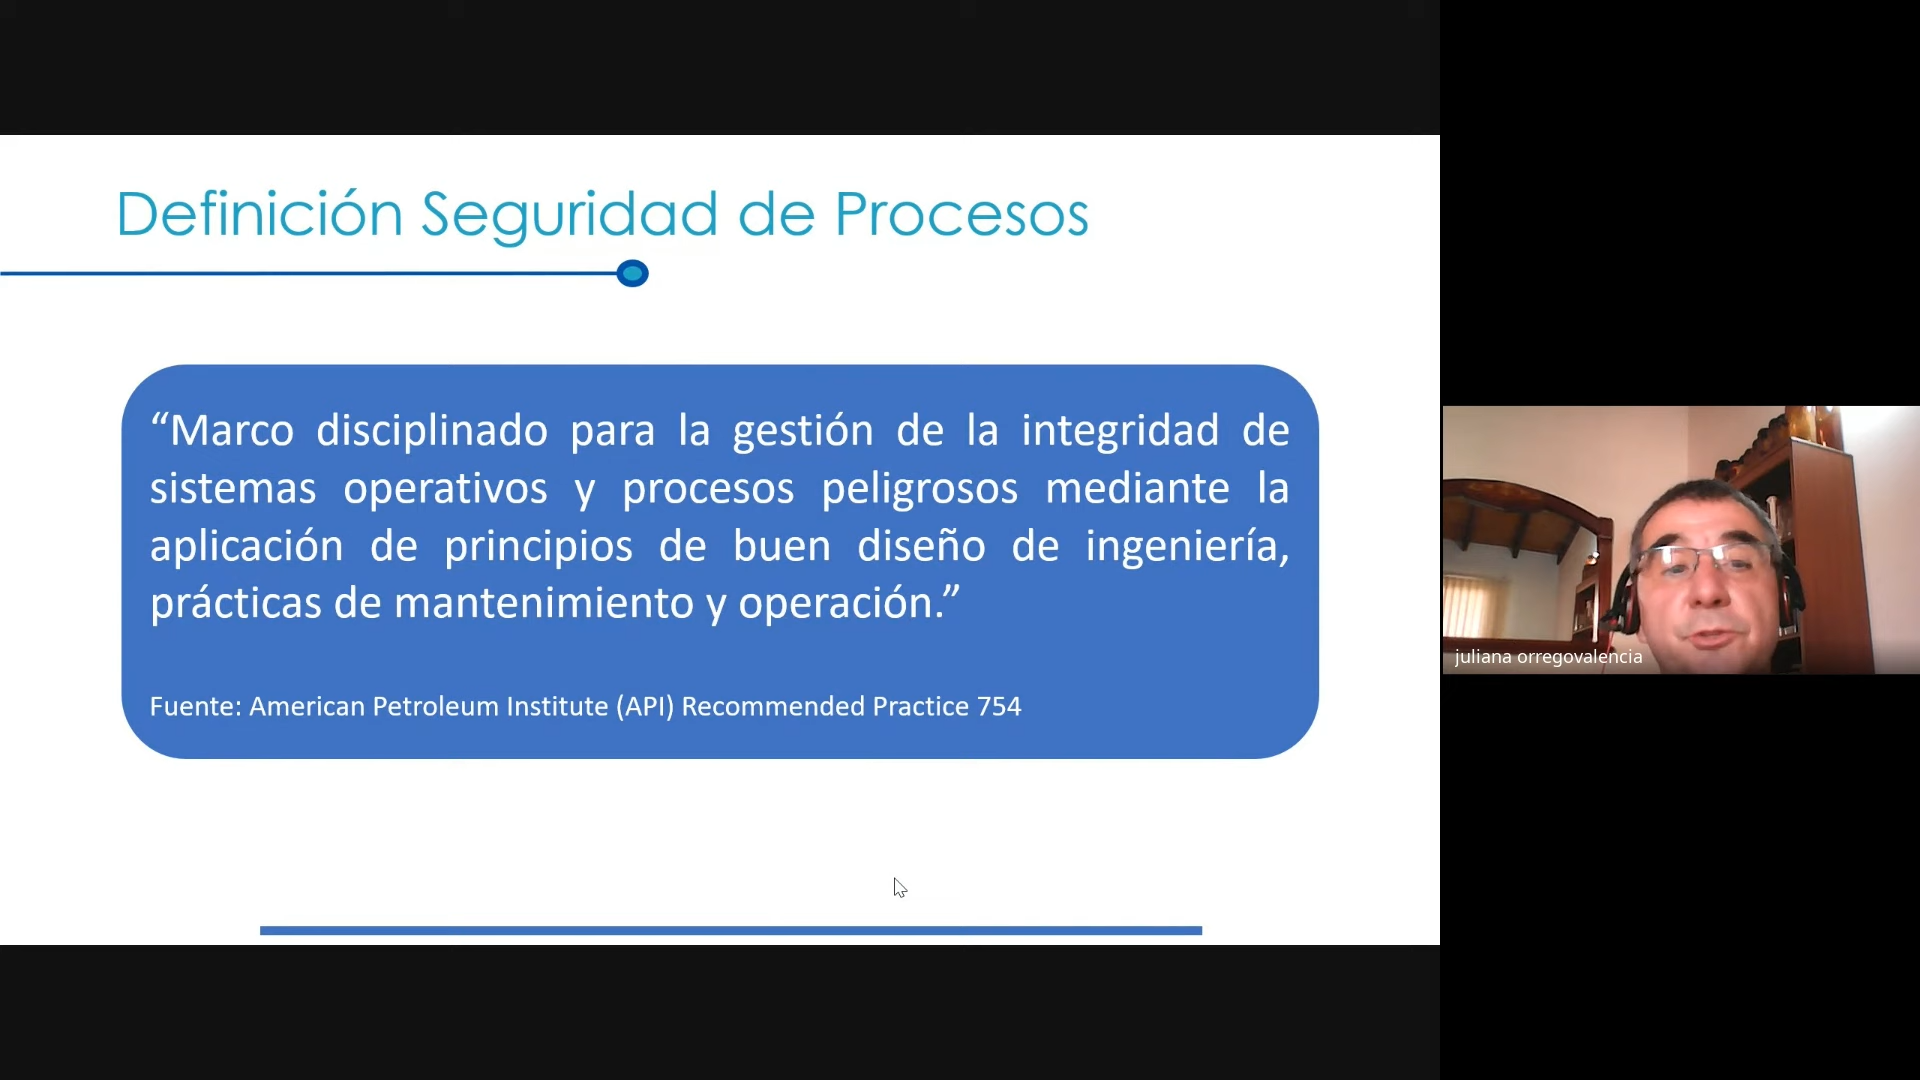 Definición Seguridad de Procesos
“Marco disciplinado para la gestión de la integridad de
sistemas operativos y procesos peligrosos mediante la
aplicación de principios de buen diseño de ingeniería,
prácticas de mantenimiento y operación.”
Fuente: American Petroleum Institute (API) Recommended Practice 754
juliana orregovalencia